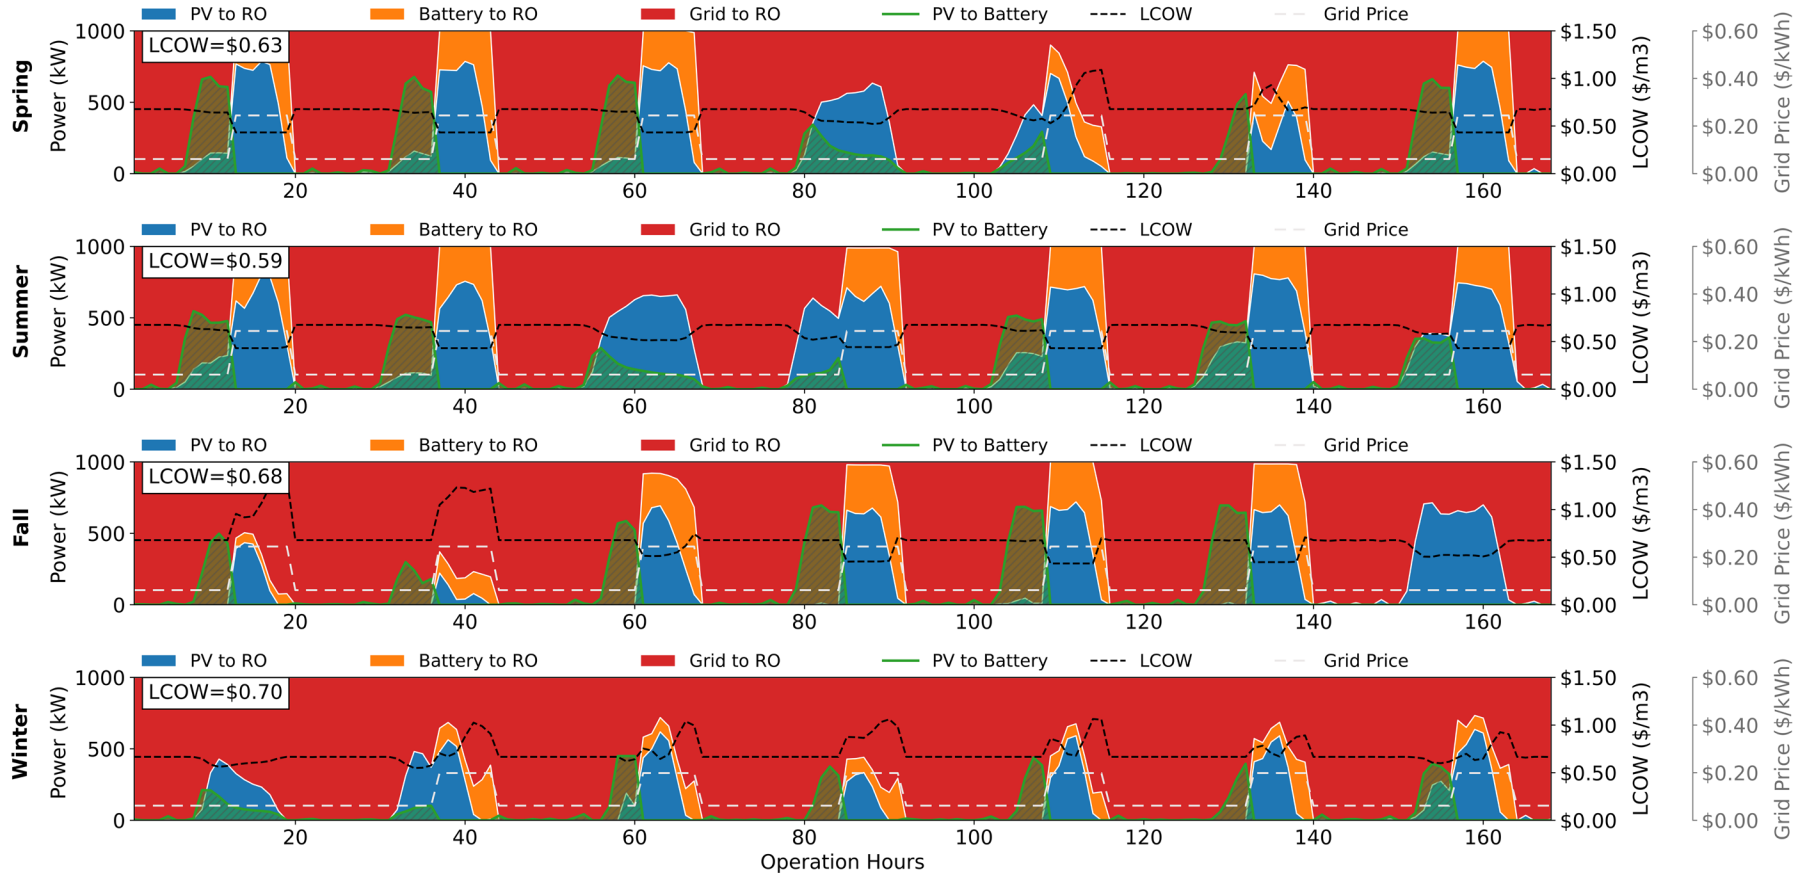 PV to RO Battery to RO Grid to RO PV to Battery LCOW Grid Price
Spring
Power (kW)
1000
500
0
LCOW=$0.63
20 40 60 80 100 120 140 160
$1.50
$1.00
$0.50
$0.00
LCOW ($/m3)
$0.60
$0.40
$0.20
$0.00
Grid Price ($/kWh)
PV to RO Battery to RO Grid to RO PV to Battery LCOW Grid Price
Summer
Power (kW)
1000
500
0
LCOW=$0.59
20 40 60 80 100 120 140 160
$1.50
$1.00
$0.50
$0.00
LCOW ($/m3)
$0.60
$0.40
$0.20
$0.00
Grid Price ($/kWh)
PV to RO Battery to RO Grid to RO PV to Battery LCOW Grid Price
Fall
Power (kW)
1000
500
0
LCOW=$0.68
20 40 60 80 100 120 140 160
$1.50
$1.00
$0.50
$0.00
LCOW ($/m3)
$0.60
$0.40
$0.20
$0.00
Grid Price ($/kWh)
PV to RO Battery to RO Grid to RO PV to Battery LCOW Grid Price
Winter
Power (kW)
1000
500
0
LCOW=$0.70
20 40 60 80 100 120 140 160
$1.50
$1.00
$0.50
$0.00
LCOW ($/m3)
$0.60
$0.40
$0.20
$0.00
Grid Price ($/kWh)
Operation Hours